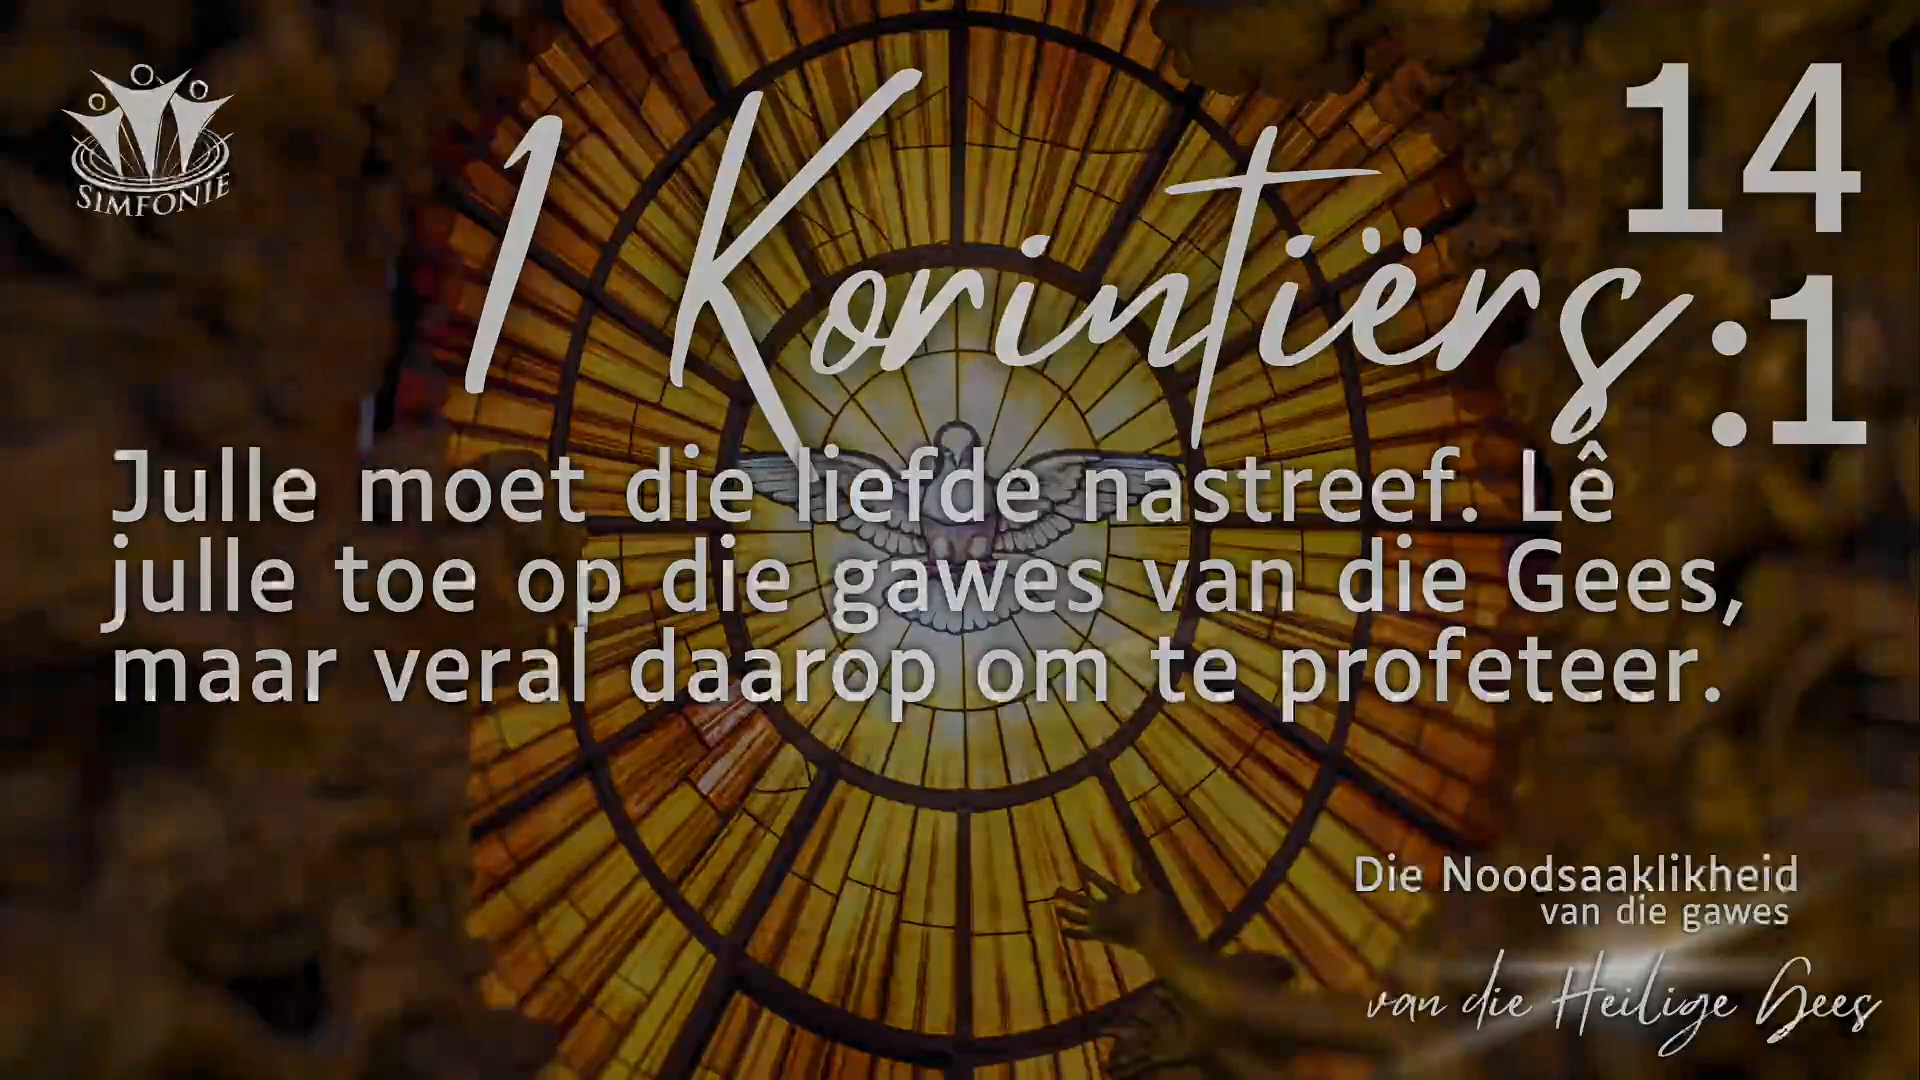 SIMFONIE
1 Korintiërs
14
:1
Julle moet die liefde nastreef. Lê
julle toe op die gawes van die Gees,
maar veral daarop om te profeteer.
Die Noodsaaklikheid
van die gawes
van die Heilige Gees